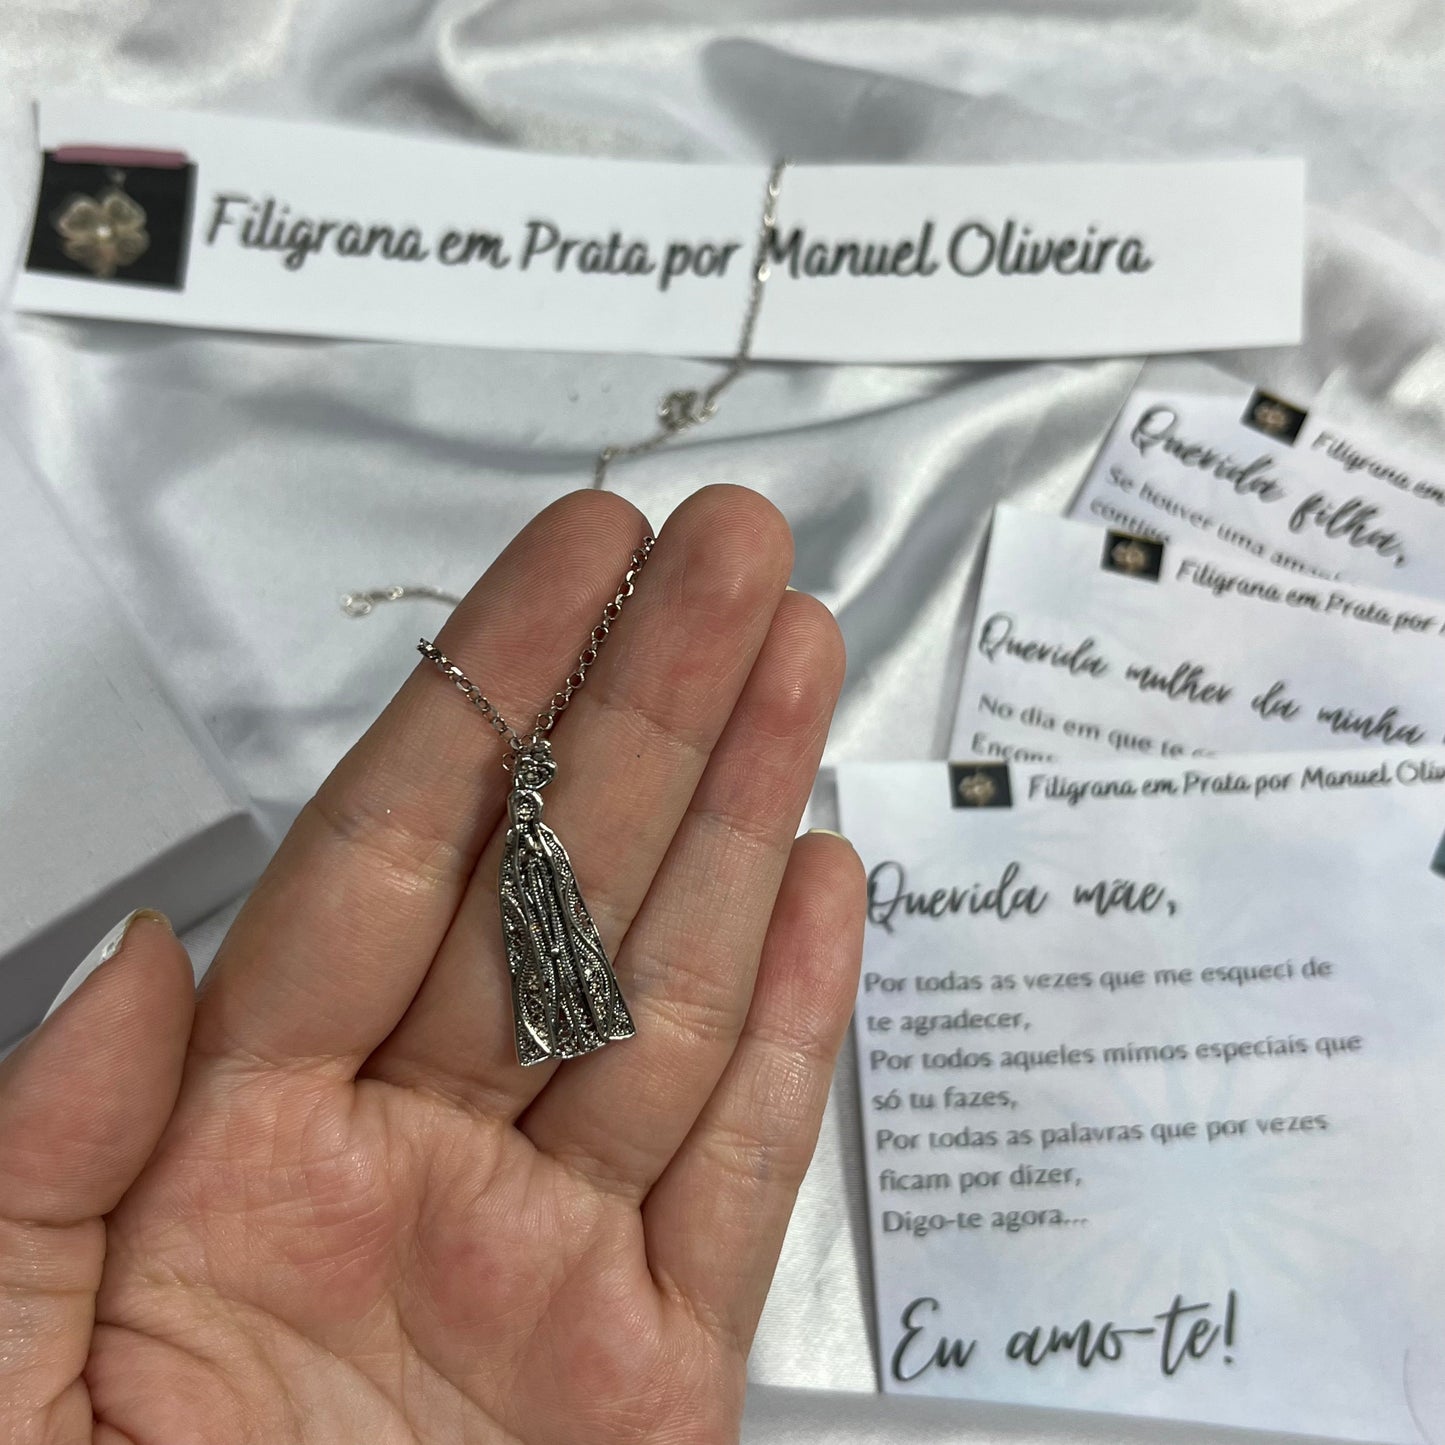 Filigrana em Prata por Manuel Oliveira
Filigrana em
Querida filha,
Se houver uma
contigo
Filigrana em Prata por
Querida mulher da minha
No dia em que te
Filigrana em Prata por Manuel
Querida mãe,
Por todas as vezes que me esqueci de
te agradecer,
Por todos aqueles mimos especiais que
só tu fazes,
Por todas as palavras que por vezes
ficam por dizer,
Digo-te agora...
Eu amo-te!